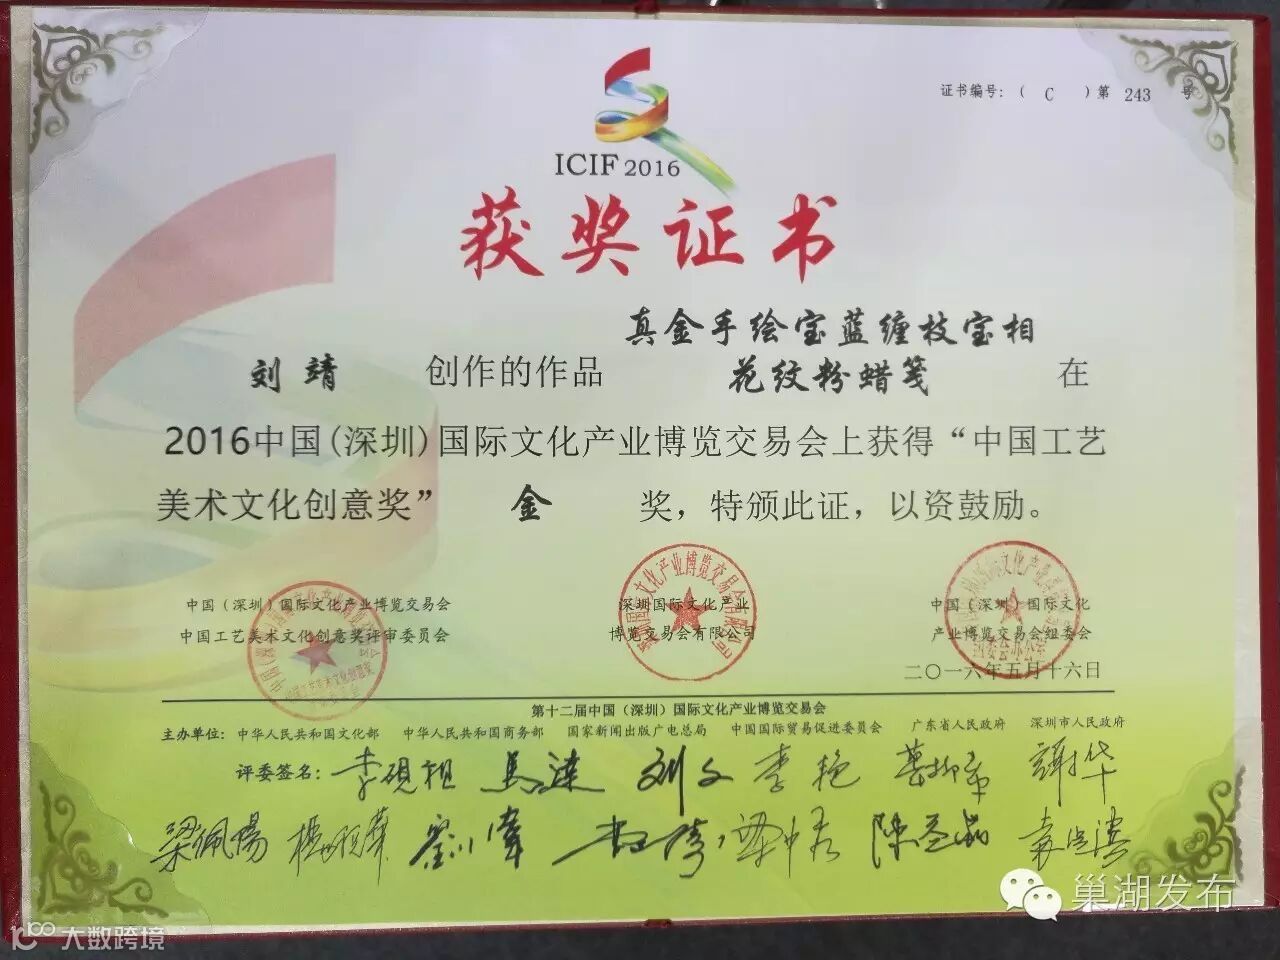 证书编号：（ C ）第 243 号
ICIF 2016
获奖证书
真金手绘宝蓝缠枝宝相
刘靖 创作的作品 花纹粉蜡笺 在
2016中国(深圳)国际文化产业博览交易会上获得“中国工艺
美术文化创意奖” 金 奖，特颁此证，以资鼓励。
中国（深圳）国际文化产业博览交易会
中国工艺美术文化创意奖评审委员会
深圳国际文化产业
博览交易会有限公司
中国（深圳）国际文化
产业博览交易会组委会
二〇一六年五月十六日
第十二届中国（深圳）国际文化产业博览交易会
主办单位：中华人民共和国文化部 中华人民共和国商务部 国家新闻出版广电总局 中国国际贸易促进委员会 广东省人民政府 深圳市人民政府
评委签名：李砚祖 马达 刘文 李艳
梁佩阳
巢湖发布
大数跨境